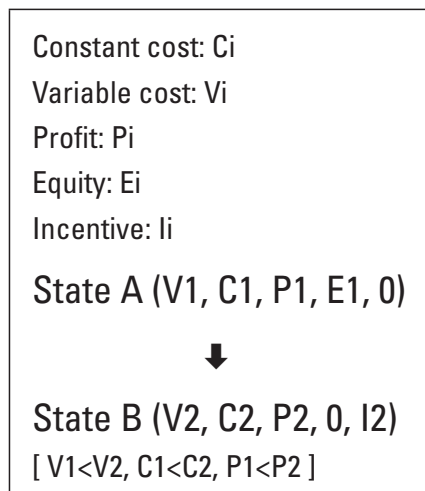 Constant cost: Ci
Variable cost: Vi
Profit: Pi
Equity: Ei
Incentive: Ii
State A (V1, C1, P1, E1, 0)
State B (V2, C2, P2, 0, I2)
[ V1<V2, C1<C2, P1<P2 ]